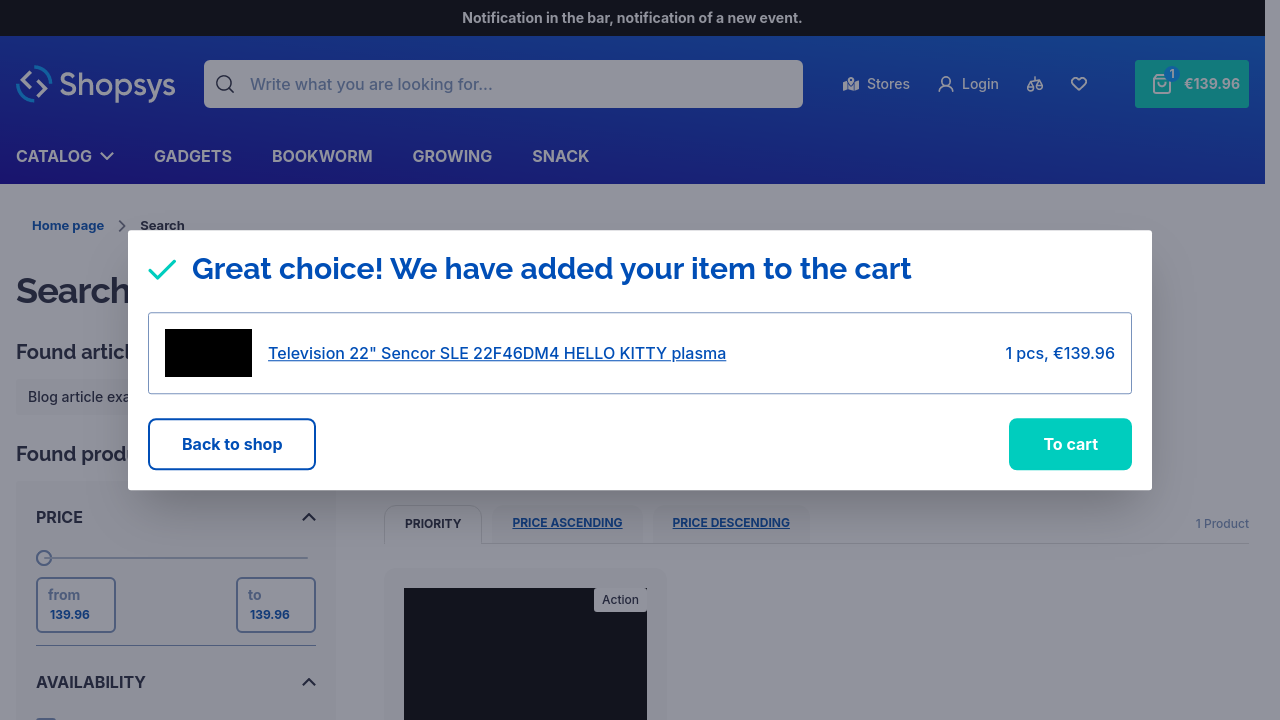 Notification in the bar, notification of a new event.
Shopsys
Write what you are looking for...
Stores
Login
1
€139.96
CATALOG
GADGETS
BOOKWORM
GROWING
SNACK
Home page
Search
Search
Great choice! We have added your item to the cart
Television 22" Sencor SLE 22F46DM4 HELLO KITTY plasma
1 pcs, €139.96
Back to shop
To cart
Found
Blog article
Found
PRICE
from
139.96
to
139.96
AVAILABILITY
PRIORITY
PRICE ASCENDING
PRICE DESCENDING
1 Product
Action